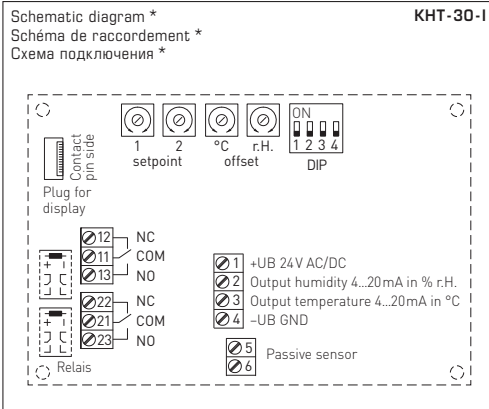 Schematic diagram * KHT-30-I
Schéma de raccordement *
Схема подключения *
ON
1 2 °C r.H. 1 2 3 4
setpoint offset DIP
Contact
pin side
Plug for
display
12 NC
11 COM
13 NO
22 NC
21 COM
23 NO
+ –
+ –
Relais
1 +UB 24V AC/DC
2 Output humidity 4...20mA in % r.H.
3 Output temperature 4...20mA in °C
4 –UB GND
5 Passive sensor
6